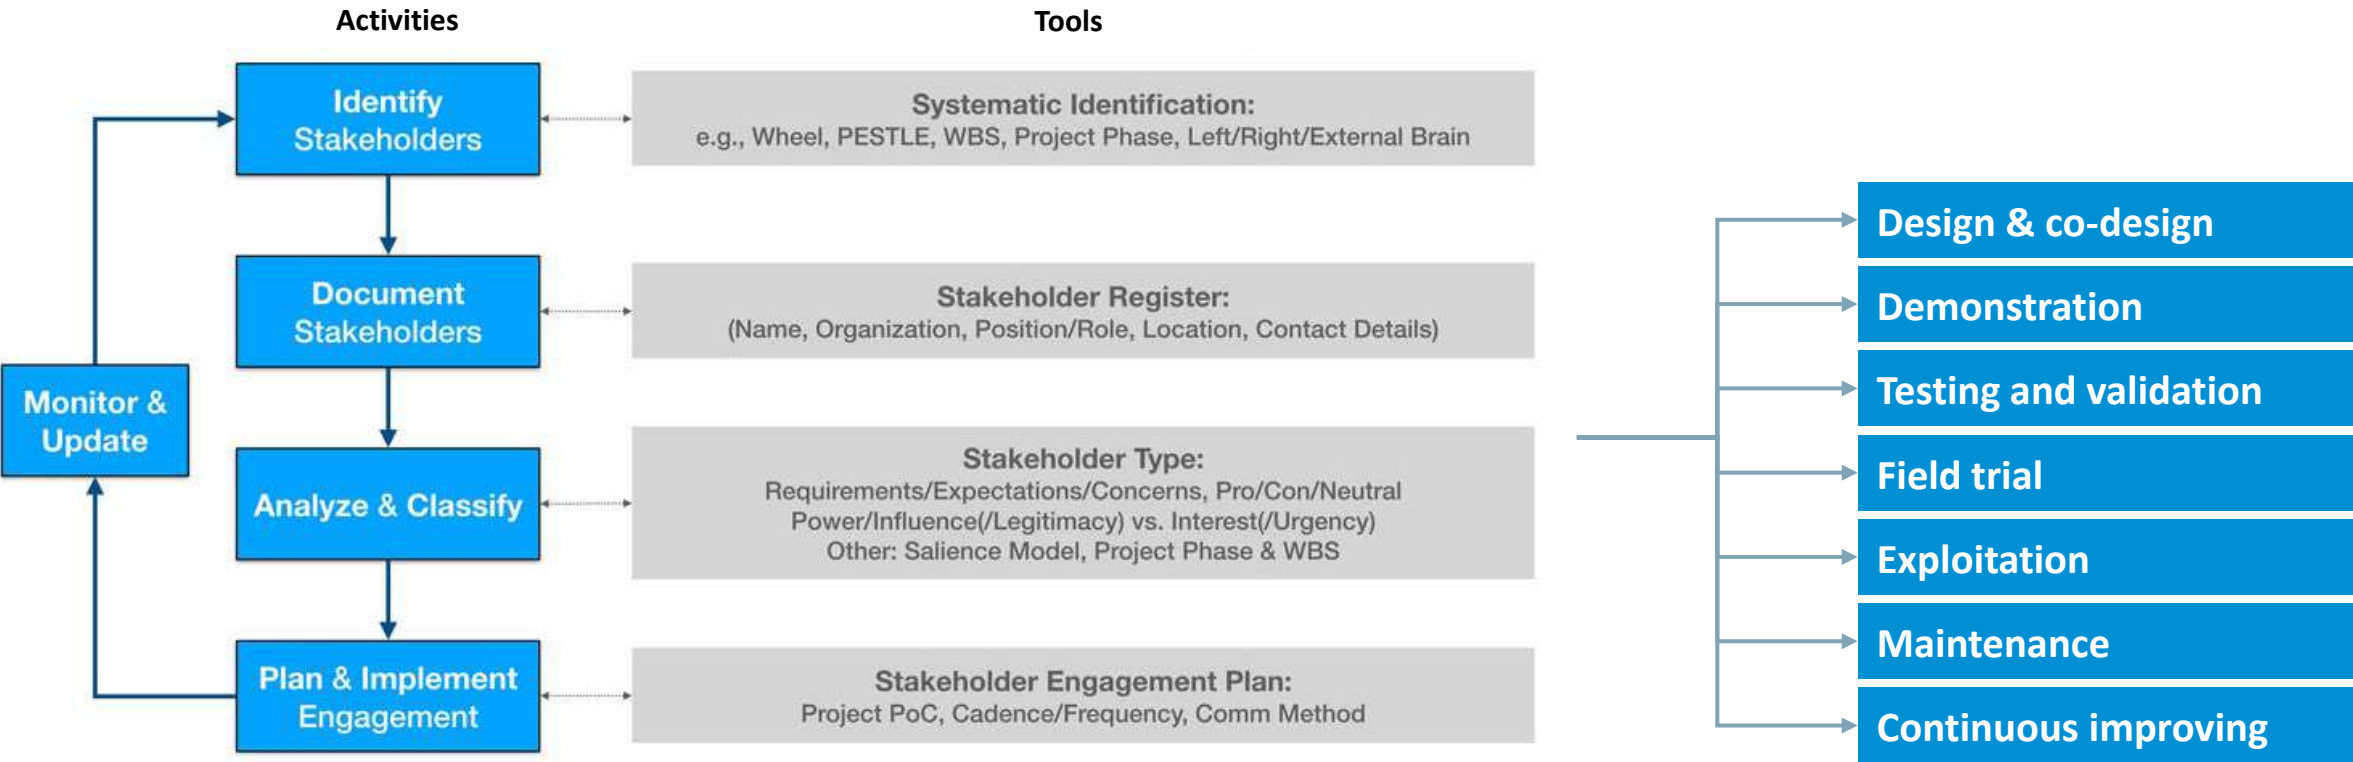 Activities
Tools
Identify
Stakeholders
Systematic Identification:
e.g., Wheel, PESTLE, WBS, Project Phase, Left/Right/External Brain
Document
Stakeholders
Stakeholder Register:
(Name, Organization, Position/Role, Location, Contact Details)
Monitor &
Update
Analyze & Classify
Stakeholder Type:
Requirements/Expectations/Concerns, Pro/Con/Neutral
Power/Influence(/Legitimacy) vs. Interest(/Urgency)
Other: Salience Model, Project Phase & WBS
Plan & Implement
Engagement
Stakeholder Engagement Plan:
Project PoC, Cadence/Frequency, Comm Method
Design & co-design
Demonstration
Testing and validation
Field trial
Exploitation
Maintenance
Continuous improving